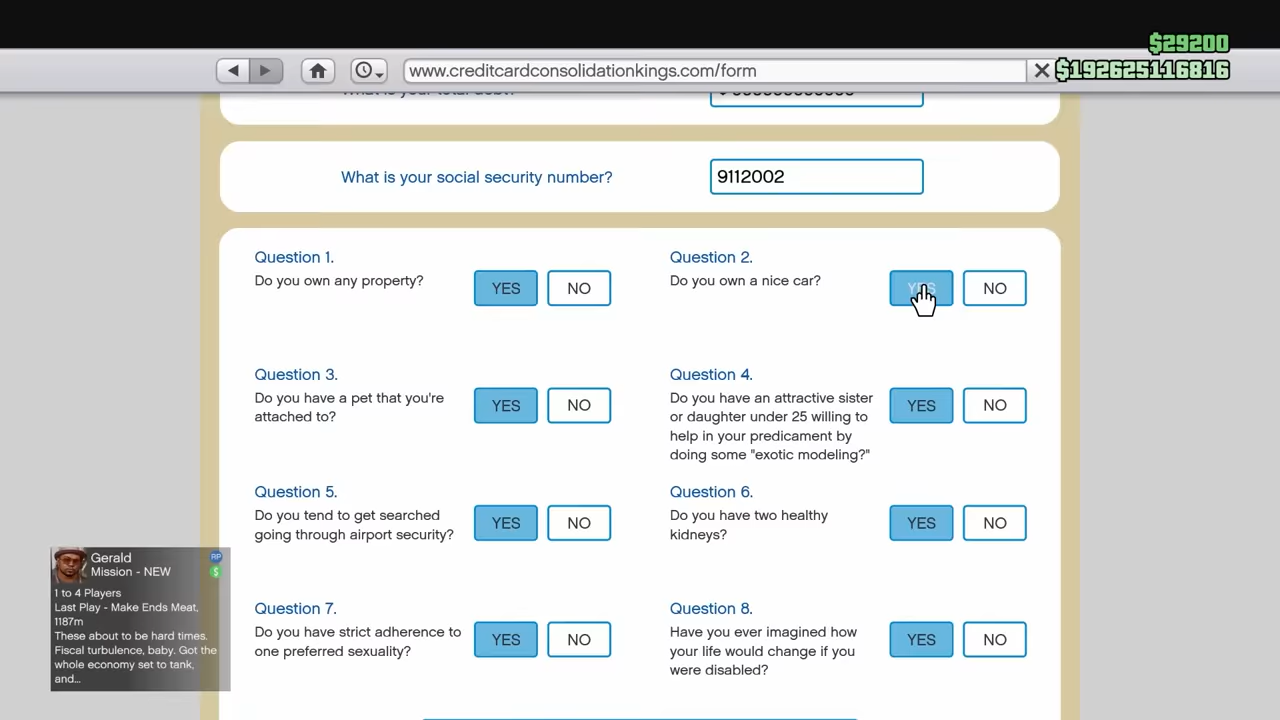 $29200
www.creditcardconsolidationkings.com/form
$192625116816
What is your total debt?
What is your social security number?
9112002
Question 1.
Do you own any property?
YES
NO
Question 2.
Do you own a nice car?
YES
NO
Question 3.
Do you have a pet that you're
attached to?
YES
NO
Question 4.
Do you have an attractive sister
or daughter under 25 willing to
help in your predicament by
doing some "exotic modeling?"
YES
NO
Question 5.
Do you tend to get searched
going through airport security?
YES
NO
Question 6.
Do you have two healthy
kidneys?
YES
NO
Question 7.
Do you have strict adherence to
one preferred sexuality?
YES
NO
Question 8.
Have you ever imagined how
your life would change if you
were disabled?
YES
NO
Gerald
RP
Mission - NEW
$
1 to 4 Players
Last Play - Make Ends Meat,
1187m
These about to be hard times.
Fiscal turbulence, baby. Got the
whole economy set to tank,
and...